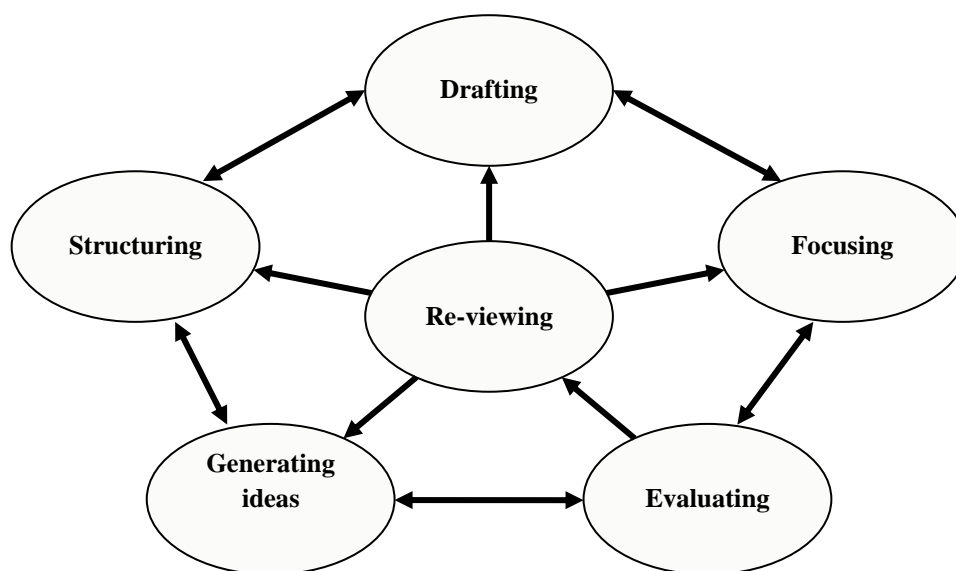 Drafting
Structuring
Focusing
Re-viewing
Generating
ideas
Evaluating